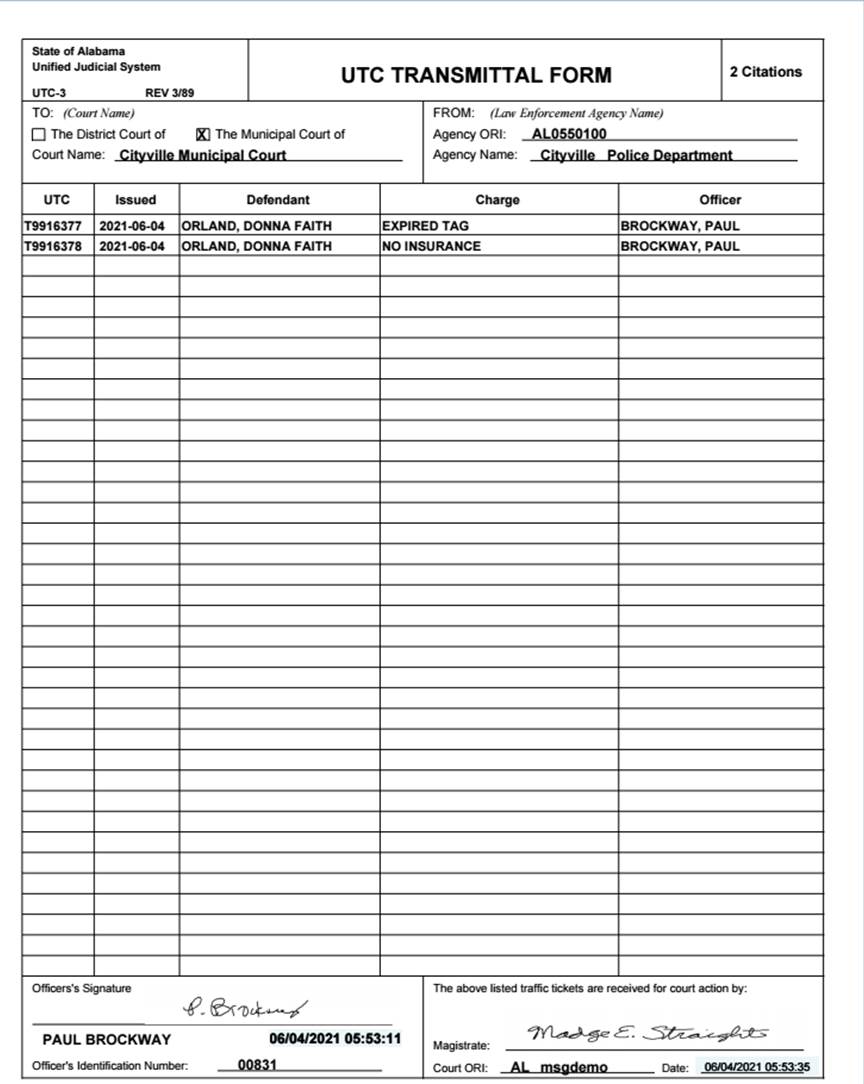 State of Alabama
Unified Judicial System
UTC-3 REV 3/89
UTC TRANSMITTAL FORM
2 Citations
TO: (Court Name)
The District Court of X The Municipal Court of
Court Name: Cityville Municipal Court
FROM: (Law Enforcement Agency Name)
Agency ORI: AL0550100
Agency Name: Cityville Police Department
UTC Issued Defendant Charge Officer
T9916377 2021-06-04 ORLAND, DONNA FAITH EXPIRED TAG BROCKWAY, PAUL
T9916378 2021-06-04 ORLAND, DONNA FAITH NO INSURANCE BROCKWAY, PAUL
Officers's Signature
P. Brockway
PAUL BROCKWAY 06/04/2021 05:53:11
Officer's Identification Number: 00831
The above listed traffic tickets are received for court action by:
Magistrate: Madge E. Straights
Court ORI: AL msgdemo Date: 06/04/2021 05:53:35